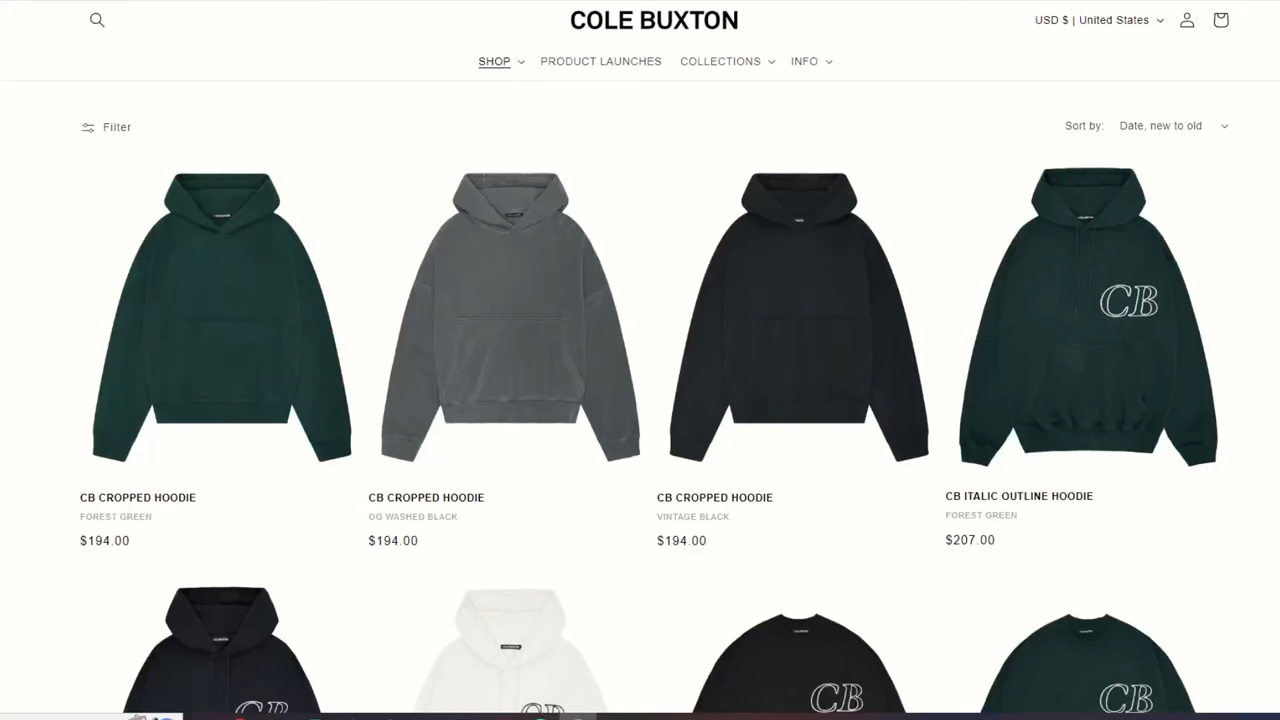 COLE BUXTON
USD $ | United States
SHOP
PRODUCT LAUNCHES
COLLECTIONS
INFO
Filter
Sort by: Date, new to old
CB
CB CROPPED HOODIE
FOREST GREEN
$194.00
CB CROPPED HOODIE
OG WASHED BLACK
$194.00
CB CROPPED HOODIE
VINTAGE BLACK
$194.00
CB ITALIC OUTLINE HOODIE
FOREST GREEN
$207.00
CB
CB
CB
CB